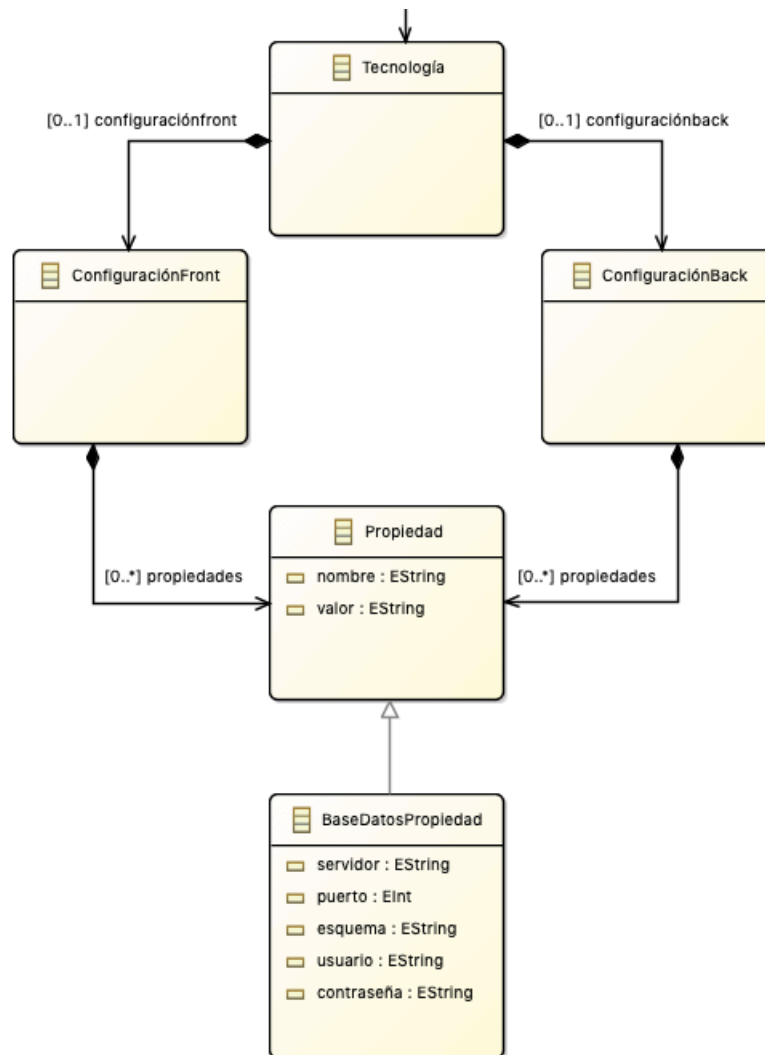 Tecnología
[0..1] configuraciónfront
[0..1] configuraciónback
ConfiguraciónFront
ConfiguraciónBack
Propiedad
nombre : EString
valor : EString
[0..*] propiedades
[0..*] propiedades
BaseDatosPropiedad
servidor : EString
puerto : EInt
esquema : EString
usuario : EString
contraseña : EString